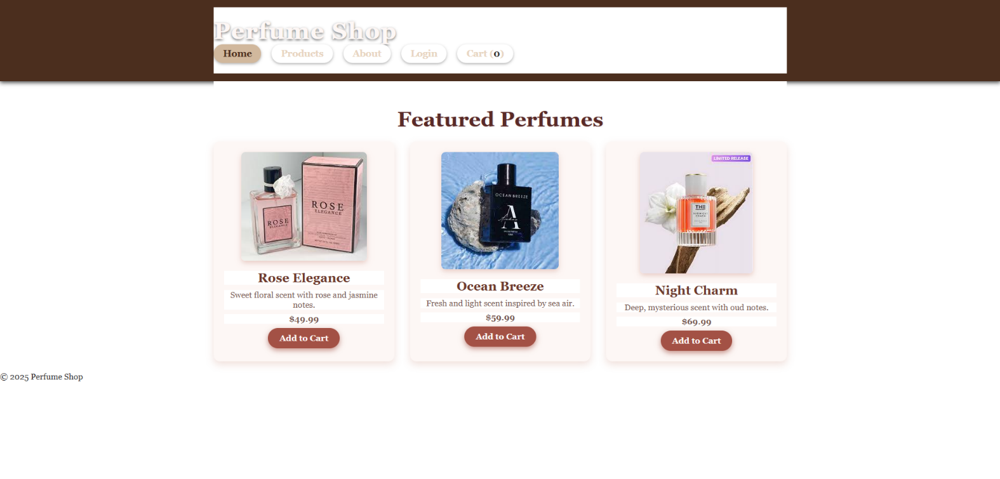 Perfume Shop
Home
Products
About
Login
Cart (0)
Featured Perfumes
ROSE
ELEGANCE
ROSE
ELEGANCE
Rose Elegance
Sweet floral scent with rose and jasmine
notes.
$49.99
Add to Cart
OCEAN BREEZE
A
Ocean Breeze
Fresh and light scent inspired by sea air.
$59.99
Add to Cart
LIMITED RELEASE
THE
MIDNIGHT
CHARM
Night Charm
Deep, mysterious scent with oud notes.
$69.99
Add to Cart
© 2025 Perfume Shop